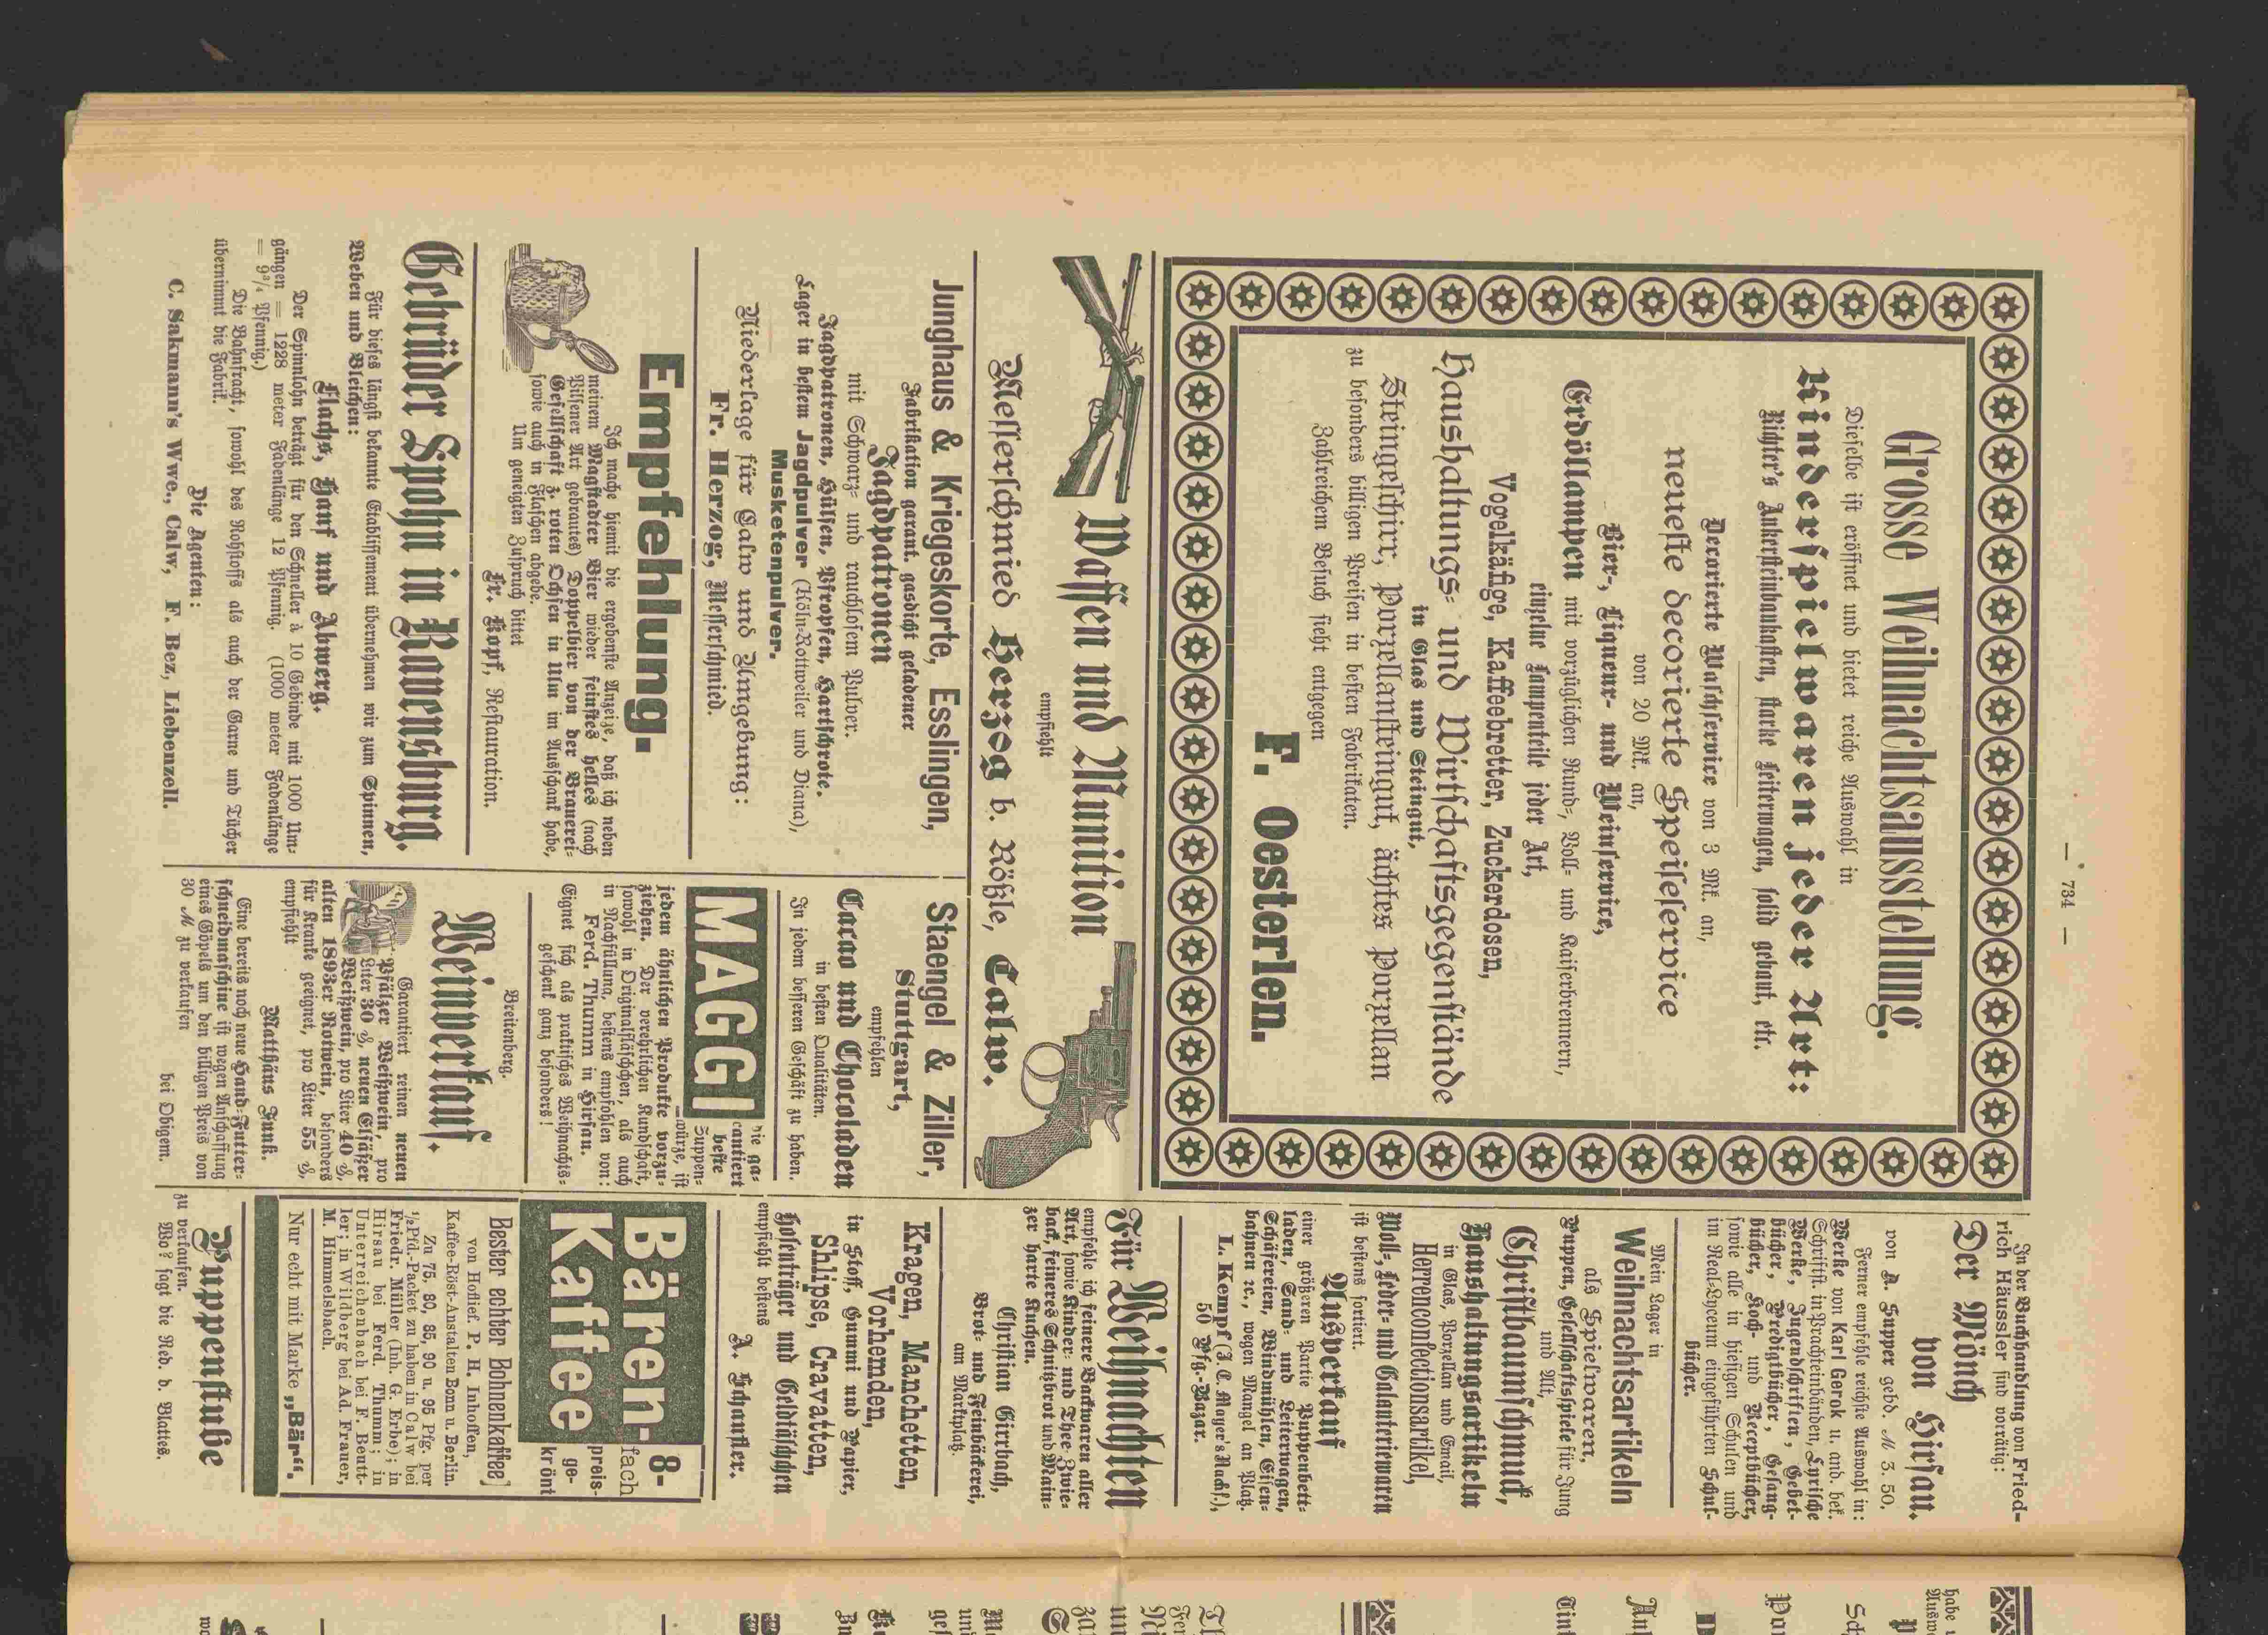 — 734 —
Grosse Weihnachtsausstellung.
Dieselbe ist eröffnet und bietet reiche Auswahl in
Kinderspielwaren jeder Art:
Richter's Ankersteinbaukasten, starke Leiterwagen, solid gebaut, etc.
Decorierte Waschservice von 3 Mk. an,
neueste decorierte Speiseservice
von 20 Mk. an,
Bier-, Liqueur- und Weinservice,
Erdöllampen mit vorzüglichen Rund-, Voll- und Kaiserbrennern,
einzelne Lampenteile jeder Art,
Vogelkäfige, Kaffeebretter, Zuckerdosen,
Haushaltungs- und Wirtschaftsgegenstände
in Glas und Steingut,
Steingeschirr, Porzellansteingut, ächtes Porzellan
zu besonders billigen Preisen in besten Fabrikaten.
Zahlreichem Besuch sieht entgegen
F. Oesterlen.
Waffen und Munition
empfiehlt
Messerschmied Herzog b. Rößle, Calw.
Junghaus & Kriegeskorte, Esslingen,
Fabrikation garant. gasdicht geladener
Jagdpatronen
mit Schwarz- und rauchlosem Pulver.
Jagdpatronen, Hülsen, Pfropfen, Hartschrote.
Lager in bestem Jagdpulver (Köln-Rottweiler und Diana),
Musketenpulver.
Niederlage für Calw und Umgebung:
Fr. Herzog, Messerschmied.
Empfehlung.
Ich mache hiemit die ergebenste Anzeige, daß ich neben
meinem Magstadter Bier wieder feinstes helles (nach
Pilsener Art gebrautes) Doppelbier von der Brauerei-
Gesellschaft z. roten Ochsen in Ulm im Ausschank habe,
sowie auch in Flaschen abgebe.
Um geneigten Zuspruch bittet
Fr. Kopf, Restauration.
Gebrüder Spohn in Ravensburg.
Für dieses längst bekannte Etablissement übernehmen wir zum Spinnen,
Weben und Bleichen:
Flachs, Hanf und Abwerg.
Der Spinnlohn beträgt für den Schneller à 10 Gebinde mit 1000 Um-
gängen = 1228 meter Fadenlänge 12 Pfennig. (1000 meter Fadenlänge
= 9¾ Pfennig.)
Die Bahnfracht, sowohl des Rohstoffs als auch der Garne und Tücher
übernimmt die Fabrik.
Die Agenten:
C. Sakmann's Wwe., Calw, F. Bez, Liebenzell.
Staengel & Ziller,
Stuttgart,
empfehlen
Cacao und Chocoladen
in besten Qualitäten.
In jedem besseren Geschäft zu haben.
MAGGI
die ga-
rantiert
beste
Suppen-
würze, ist
jedem ähnlichen Produkte vorzu-
ziehen. Der verehrlichen Kundschaft,
sowohl in Originalfläschchen, als auch
in Nachfüllung, bestens empfohlen von:
Ferd. Thumm in Hirsau.
Eignet sich als praktisches Weihnachts-
geschenk ganz besonders!
Breitenberg.
Weinverkauf.
Garantiert reinen neuen
Pfälzer Weißwein, pro
Liter 30 ₰, neuen Elsäßer
Weißwein, pro Liter 40 ₰,
alten 1893er Rotwein, besonders
für Kranke geeignet, pro Liter 55 ₰,
empfiehlt
Matthäus Funk.
Eine bereits noch neue Hand-Futter-
schneidmaschine ist wegen Anschaffung
eines Göpels um den billigen Preis von
30 M zu verkaufen
bei Obigem.
In der Buchhandlung von Fried-
rich Häussler sind vorrätig:
Der Mönch
von Hirsau.
von A. Supper gebd. M 3. 50.
Ferner empfehle reichste Auswahl in:
Werke von Karl Gerok u. and. bek.
Schriftst. in Prachteinbänden, Lyrische
Werke, Jugendschriften, Gebet-
bücher, Predigtbücher, Gesang-
bücher, Koch- und Receptbücher,
sowie alle in hiesigen Schulen und
im Real-Lyceum eingeführten Schul-
bücher.
Mein Lager in
Weihnachtsartikeln
als Spielwaren,
Puppen, Gesellschaftspiele für Jung
und Alt,
Christbaumschmuck,
Haushaltungsartikeln
in Glas, Porzellan und Email,
Herrenconfectionsartikel,
Woll-, Leder- und Galanteriewaren
ist bestens sortiert.
Ausverkauf
einer größeren Partie Puppenbett-
laden, Sand- und Leiterwagen,
Schäfereien, Windmühlen, Eisen-
bahnen ꝛc., wegen Mangel an Platz.
L. Kempf (J. C. Mayer's Nachf.),
50 Pfg.-Bazar.
Für Weihnachten
empfehle ich feinere Backwaren aller
Art, sowie Kinder- und Thee-Zwie-
back, feineres Schnitzbrot und Main-
zer harte Kuchen.
Christian Girrbach,
Brot- und Feinbäckerei,
am Marktplatz.
Kragen, Manchetten,
Vorhemden,
in Stoff, Gummi und Papier,
Shlipse, Cravatten,
Hosenträger und Geldtäschchen
empfiehlt bestens
A. Schaufler.
Bären-
Kaffee
8-
fach
preis-
ge-
krönt
Bester echter Bohnenkaffee
von Hoflief. P. H. Inhoffen,
Kaffee-Röst-Anstalten Bonn u. Berlin.
Zu 75, 80, 85, 90 u. 95 Pfg. per
½ Pfd.-Packet zu haben in Calw bei
Friedr. Müller (Inh. G. Erbe); in
Hirsau bei Ferd. Thumm; in
Unterreichenbach bei F. Beutt-
ler; in Wildberg bei Ad. Frauer,
M. Himmelsbach.
Nur echt mit Marke „Bär“.
Puppenstube
zu verkaufen.
Wo? sagt die Red. d. Blattes.